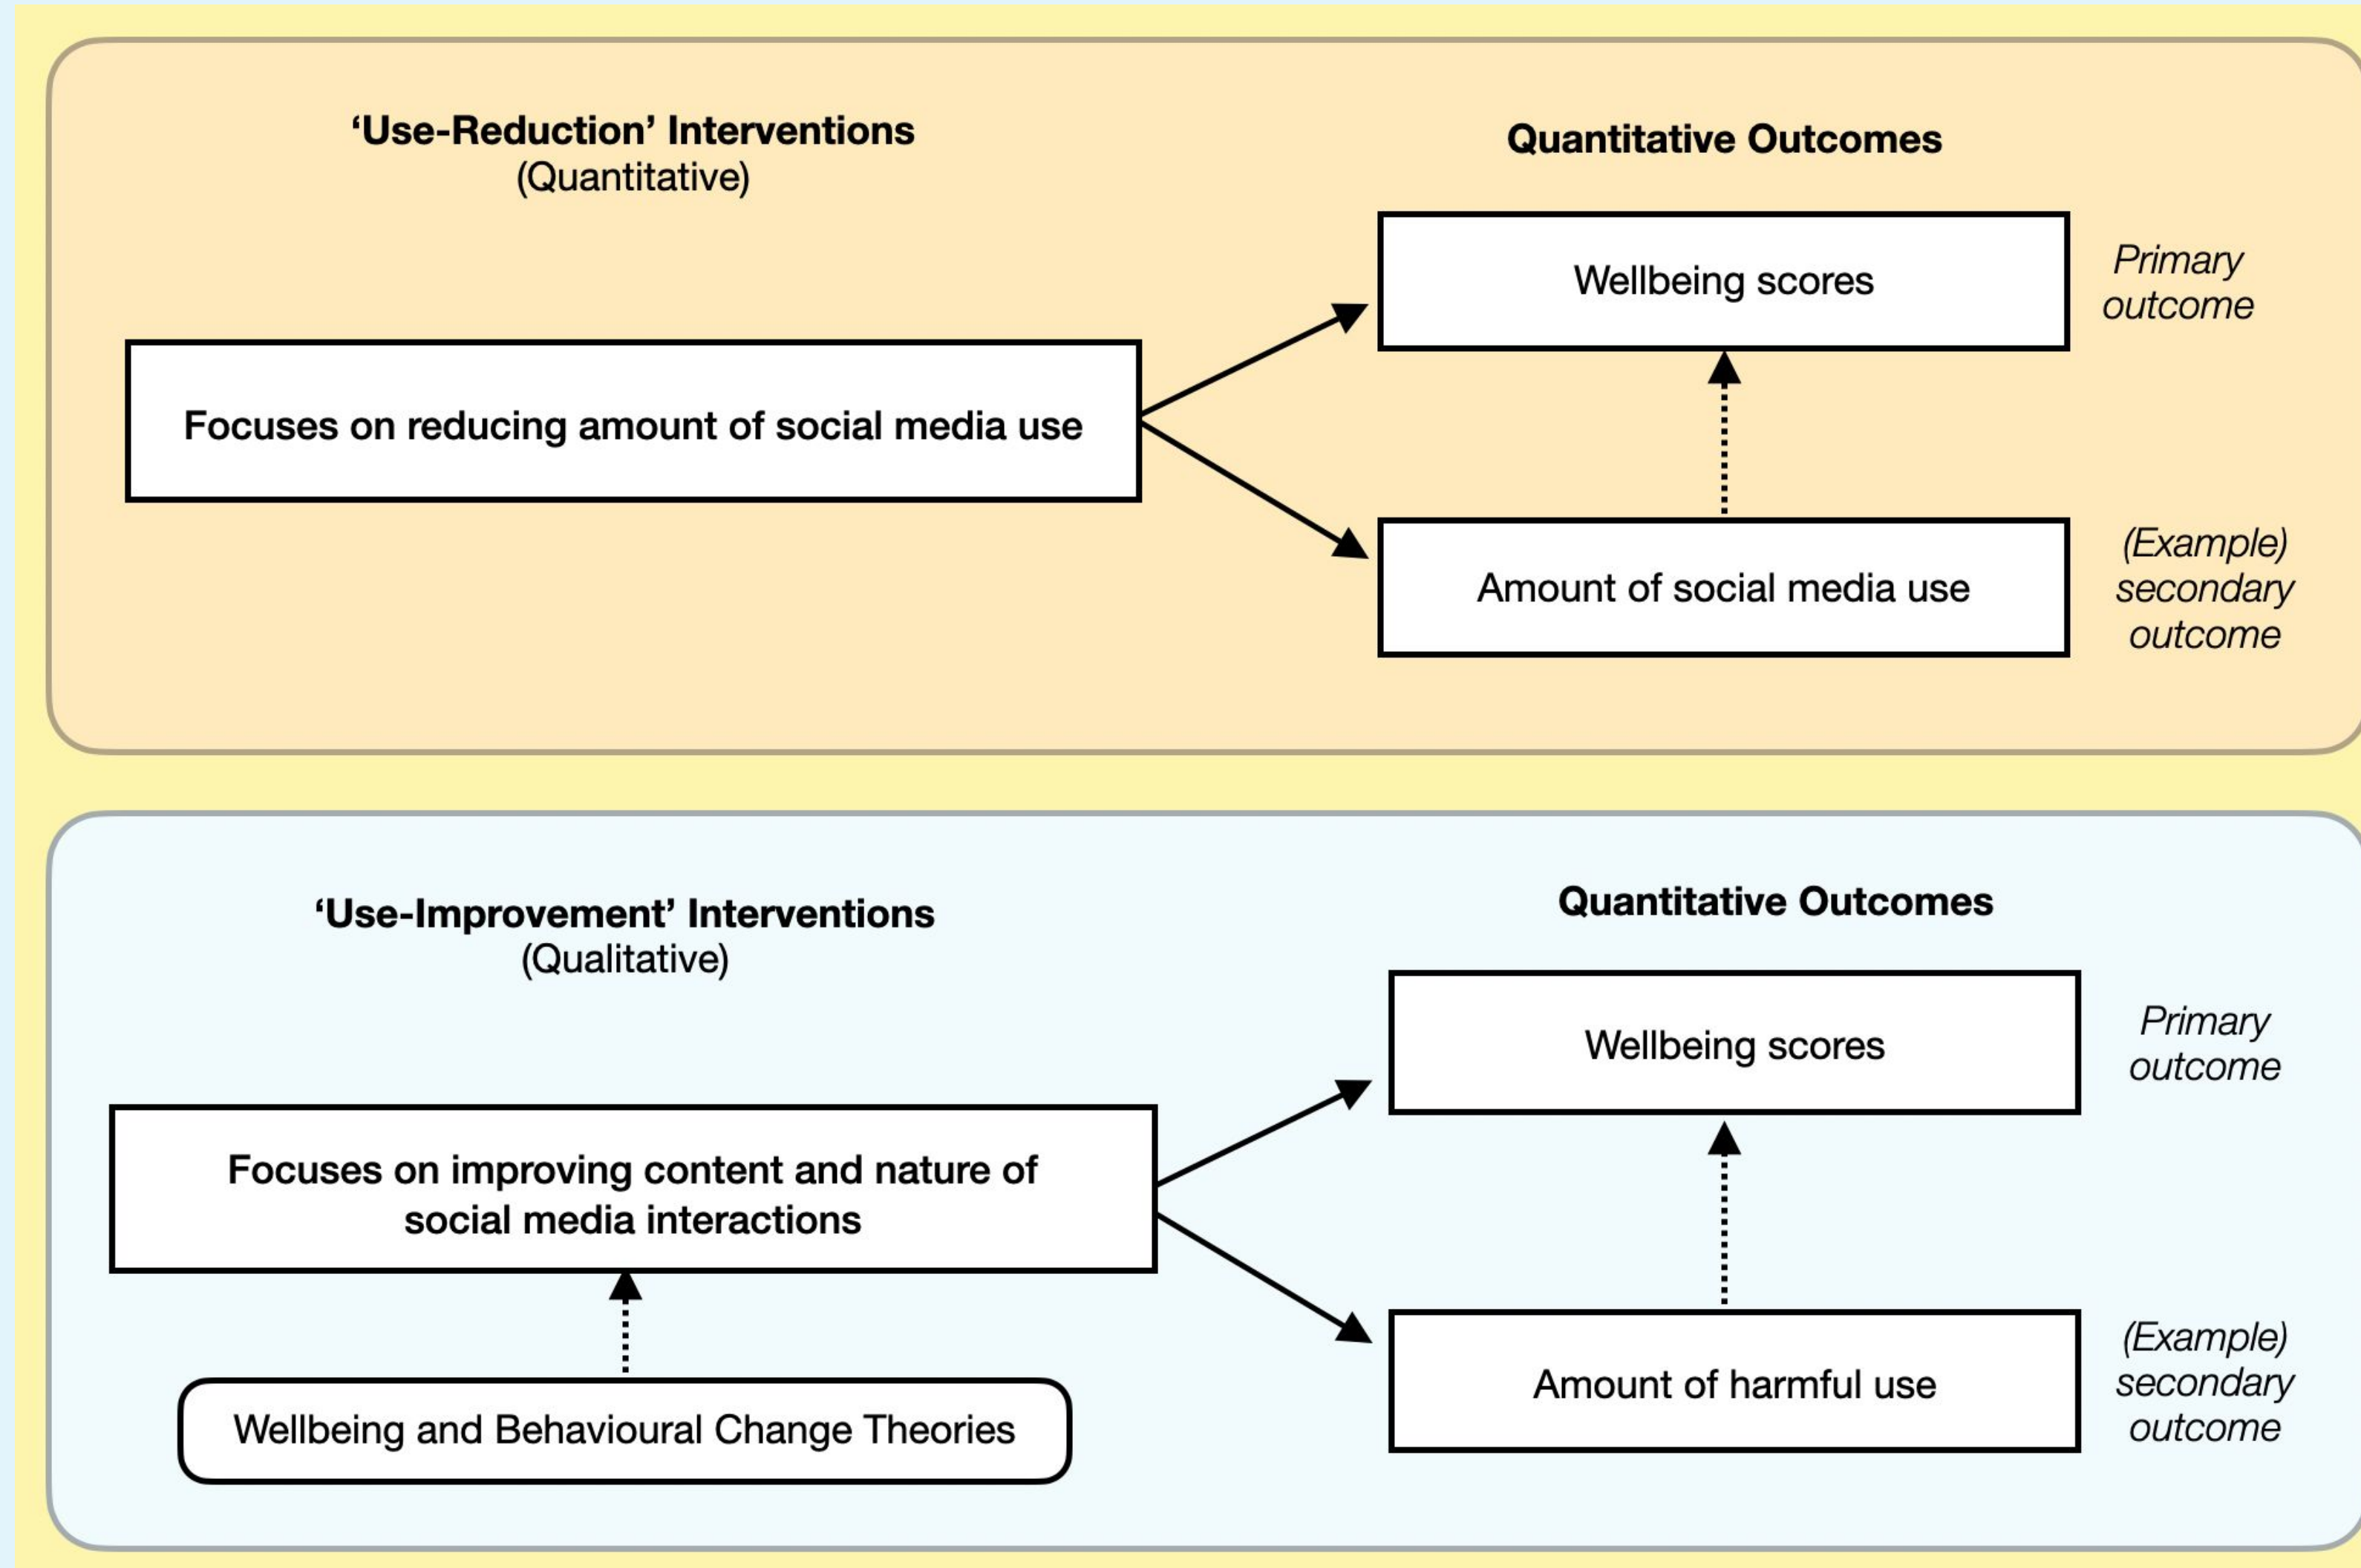 ‘Use-Reduction’ Interventions
(Quantitative)
Quantitative Outcomes
Focuses on reducing amount of social media use
Wellbeing scores
Primary
outcome
Amount of social media use
(Example)
secondary
outcome
‘Use-Improvement’ Interventions
(Qualitative)
Quantitative Outcomes
Focuses on improving content and nature of
social media interactions
Wellbeing and Behavioural Change Theories
Wellbeing scores
Primary
outcome
Amount of harmful use
(Example)
secondary
outcome